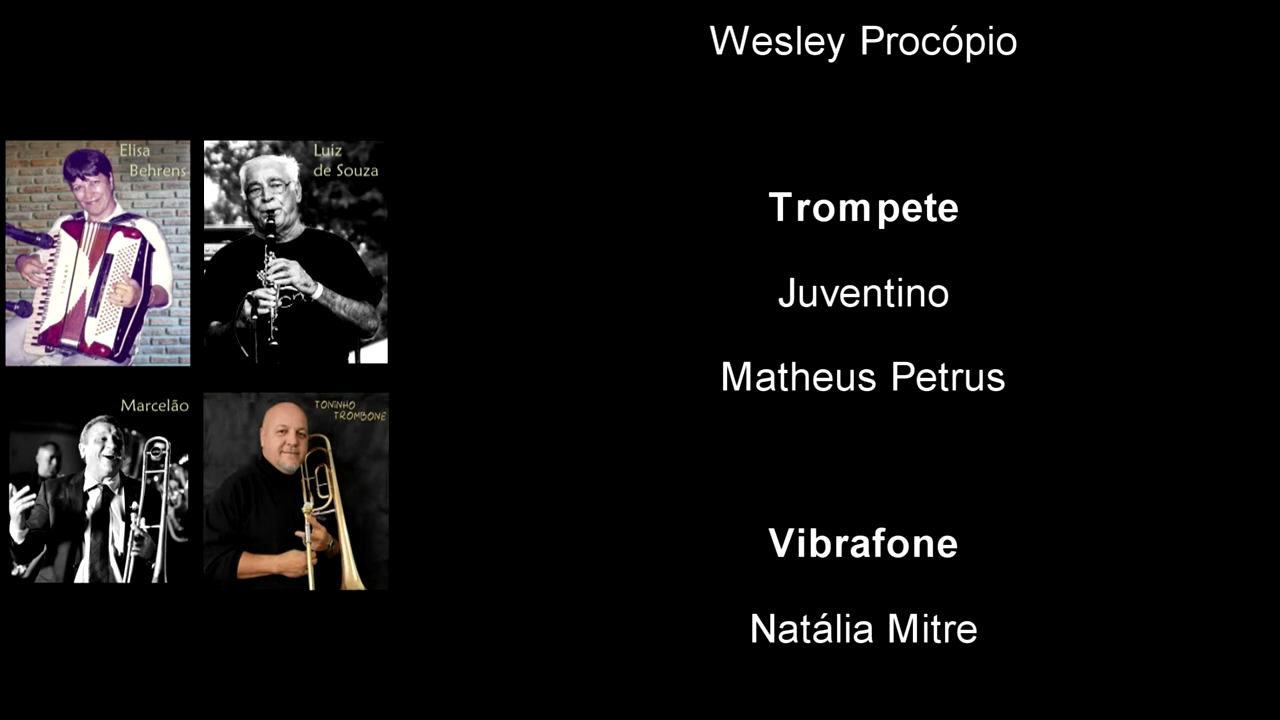 Wesley Procópio
Elisa
Behrens
Luiz
de Souza
Trompete
Juventino
Matheus Petrus
Marcelão
TONINHO
TROMBONE
Vibrafone
Natália Mitre